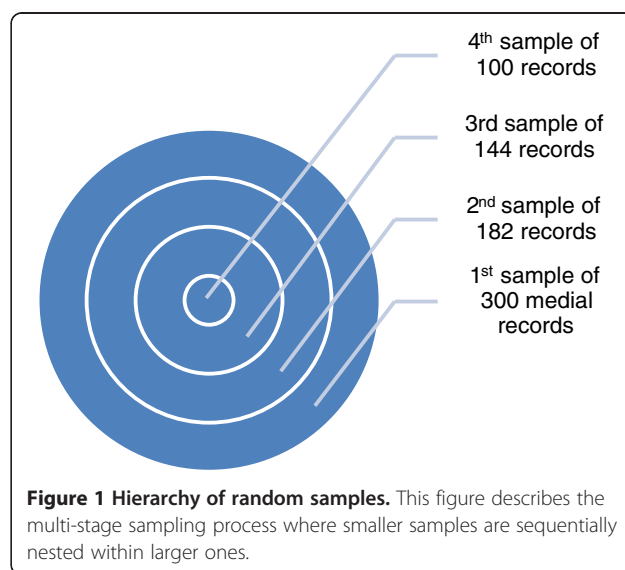 4th sample of
100 records
3rd sample of
144 records
2nd sample of
182 records
1st sample of
300 medial
records
Figure 1 Hierarchy of random samples. This figure describes the
multi-stage sampling process where smaller samples are sequentially
nested within larger ones.